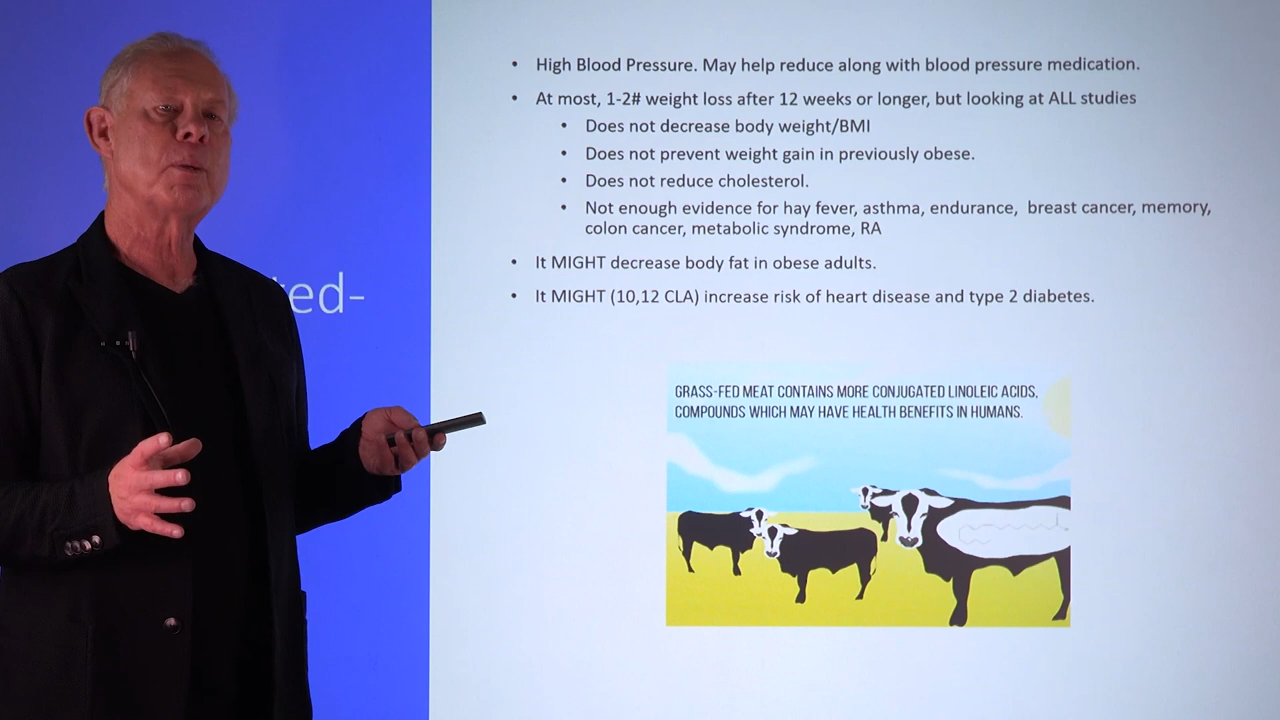 High Blood Pressure. May help reduce along with blood pressure medication.
At most, 1-2# weight loss after 12 weeks or longer, but looking at ALL studies
Does not decrease body weight/BMI
Does not prevent weight gain in previously obese.
Does not reduce cholesterol.
Not enough evidence for hay fever, asthma, endurance, breast cancer, memory,
colon cancer, metabolic syndrome, RA
It MIGHT decrease body fat in obese adults.
It MIGHT (10,12 CLA) increase risk of heart disease and type 2 diabetes.
GRASS-FED MEAT CONTAINS MORE CONJUGATED LINOLEIC ACIDS,
COMPOUNDS WHICH MAY HAVE HEALTH BENEFITS IN HUMANS.